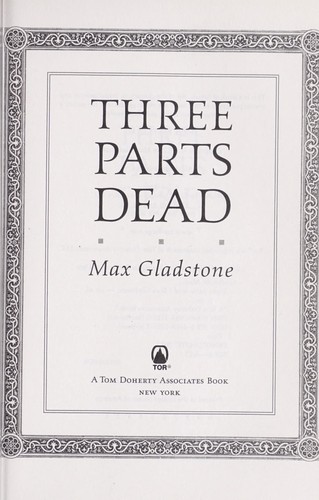 THREE
PARTS
DEAD
Max Gladstone
TOR®
A TOM DOHERTY ASSOCIATES BOOK
NEW YORK